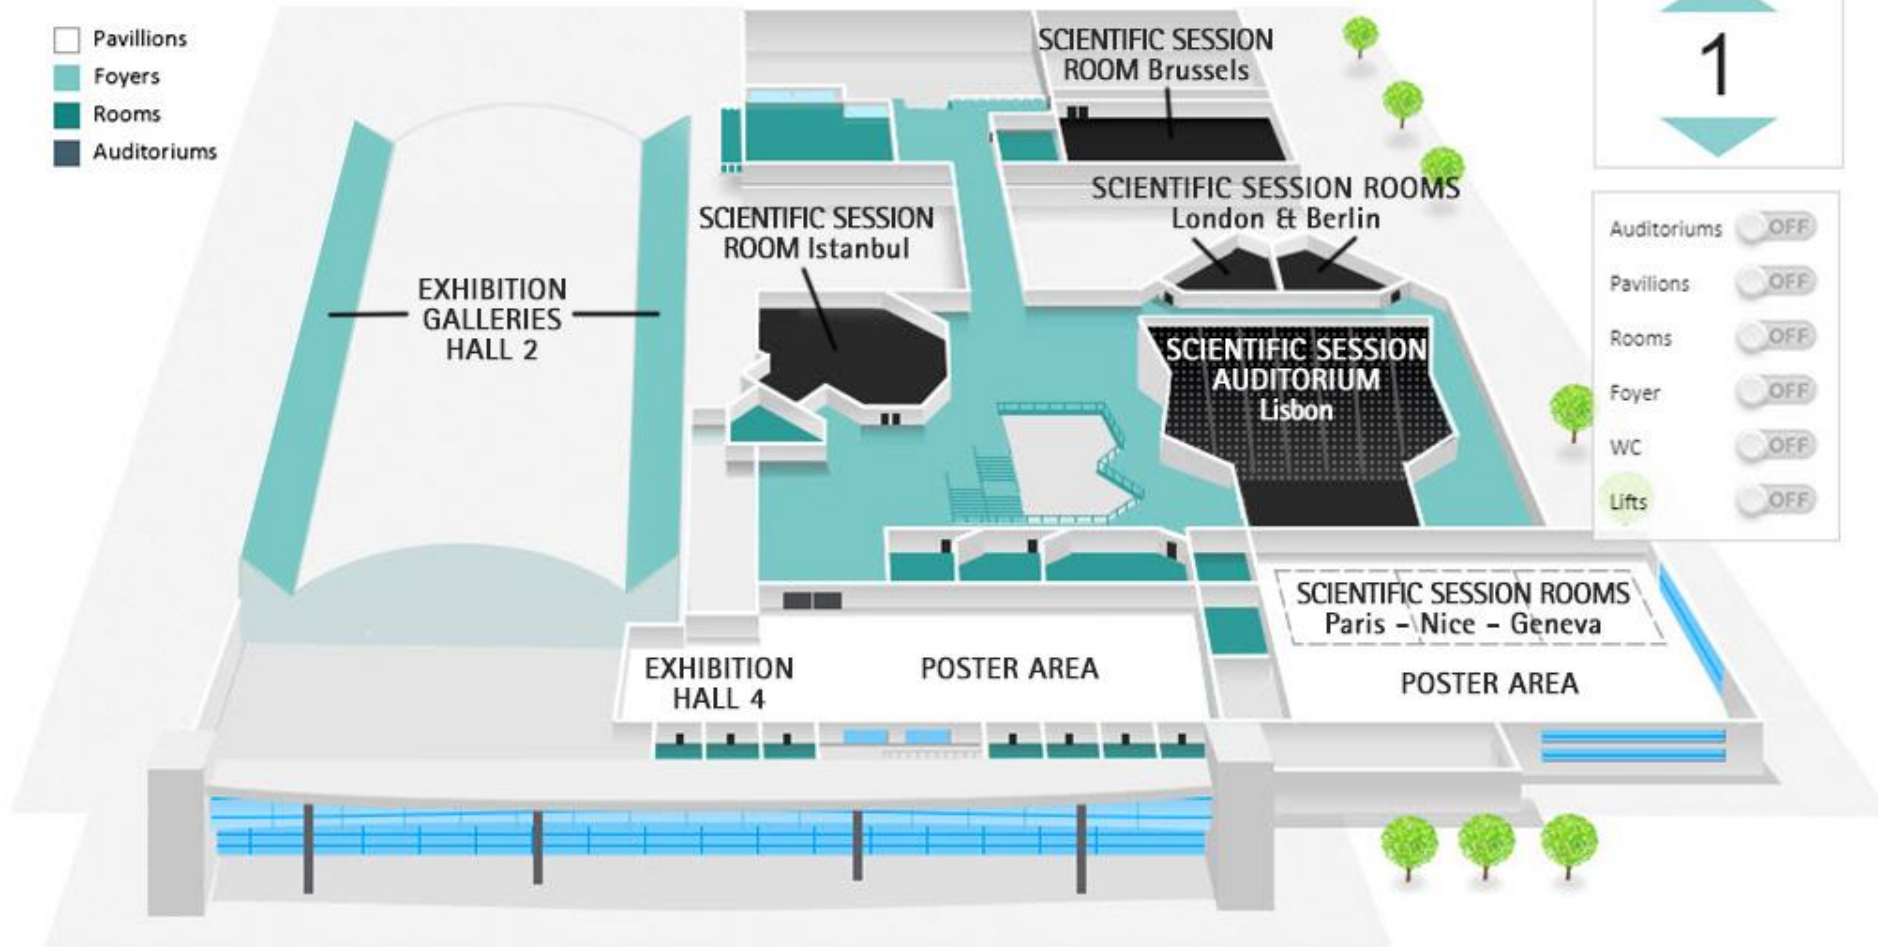 Pavillions
Foyers
Rooms
Auditoriums
SCIENTIFIC SESSION
ROOM Brussels
1
SCIENTIFIC SESSION ROOMS
London & Berlin
SCIENTIFIC SESSION
ROOM Istanbul
EXHIBITION
GALLERIES
HALL 2
SCIENTIFIC SESSION
AUDITORIUM
Lisbon
Auditoriums OFF
Pavilions OFF
Rooms OFF
Foyer OFF
WC OFF
Lifts OFF
SCIENTIFIC SESSION ROOMS
Paris - Nice - Geneva
EXHIBITION
HALL 4
POSTER AREA
POSTER AREA